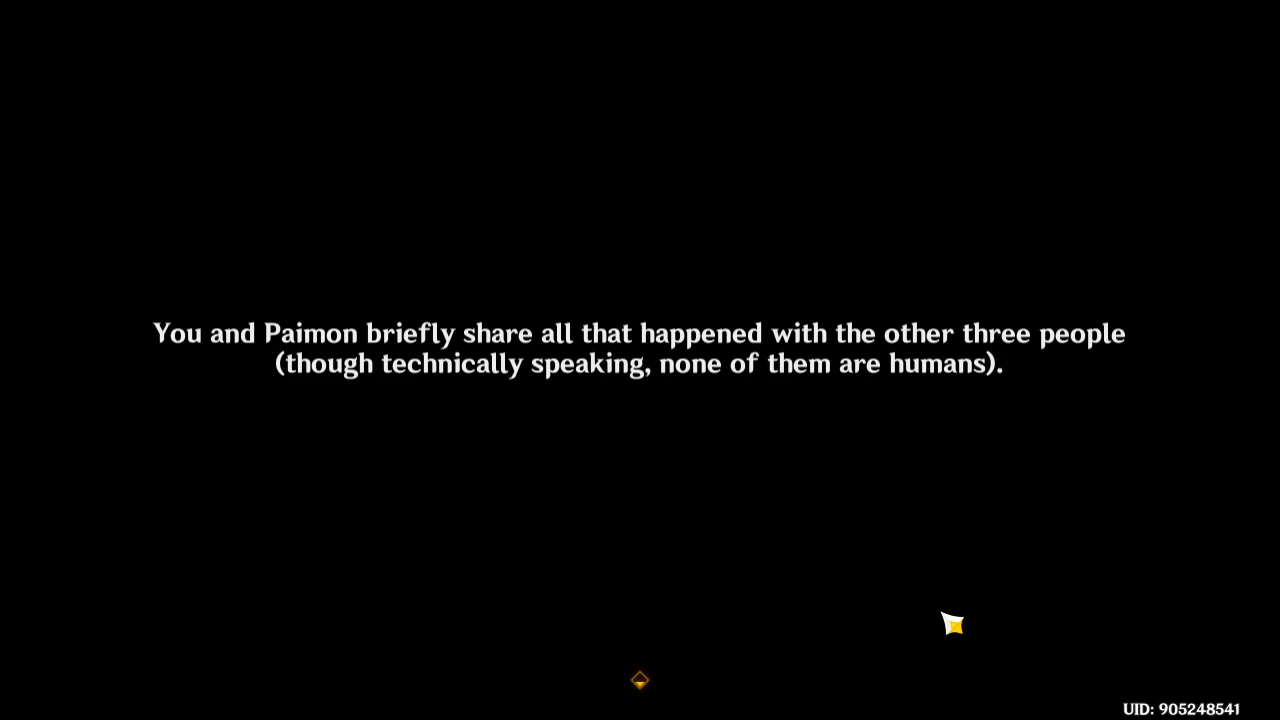 You and Paimon briefly share all that happened with the other three people
(though technically speaking, none of them are humans).
UID: 905248541